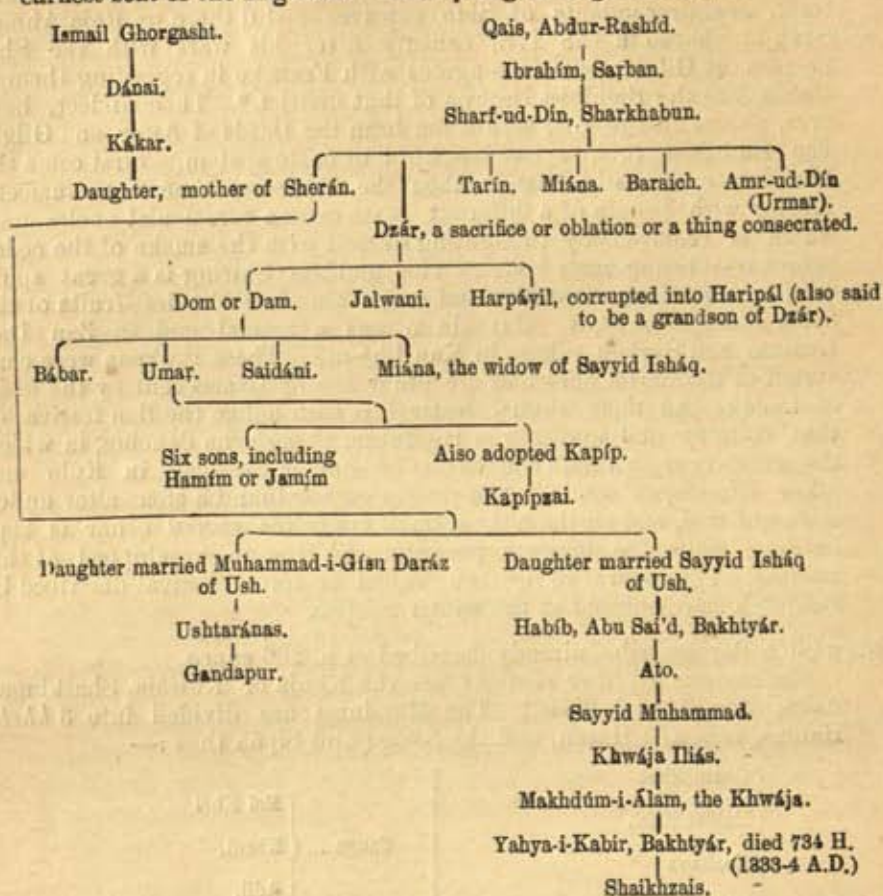 Ismail Ghorgasht.
Qais, Abdur-Rashíd.
Ibrahím, Saṛban.
Dánai.
Sharf-ud-Dín, Sharkhabun.
Kákar.
Daughter, mother of Sherán.
Tarín. Miána. Baraich. Amr-ud-Dín
(Urmar).
Dzár, a sacrifice or oblation or a thing consecrated.
Dom or Dam. Jalwani. Harpáyil, corrupted into Haripál (also said
to be a grandson of Dzár).
Bábar. Umaṛ. Saidáni. Miána, the widow of Sayyid Isháq.
Six sons, including
Hamím or Jamím
Also adopted Kapíp.
Kapípzai.
Daughter married Muhammad-i-Gísu Daráz
of Ush.
Ushtaránas.
Gandapur.
Daughter married Sayyid Isháq
of Ush.
Habíb, Abu Sai'd, Bakhtyár.
Ato.
Sayyid Muhammad.
Khwája Iliás.
Makhdúm-i-Álam, the Khwája.
Yahya-i-Kabir, Bakhtyár, died 734 H.
(1333-4 A.D.)
Shaikhzais.